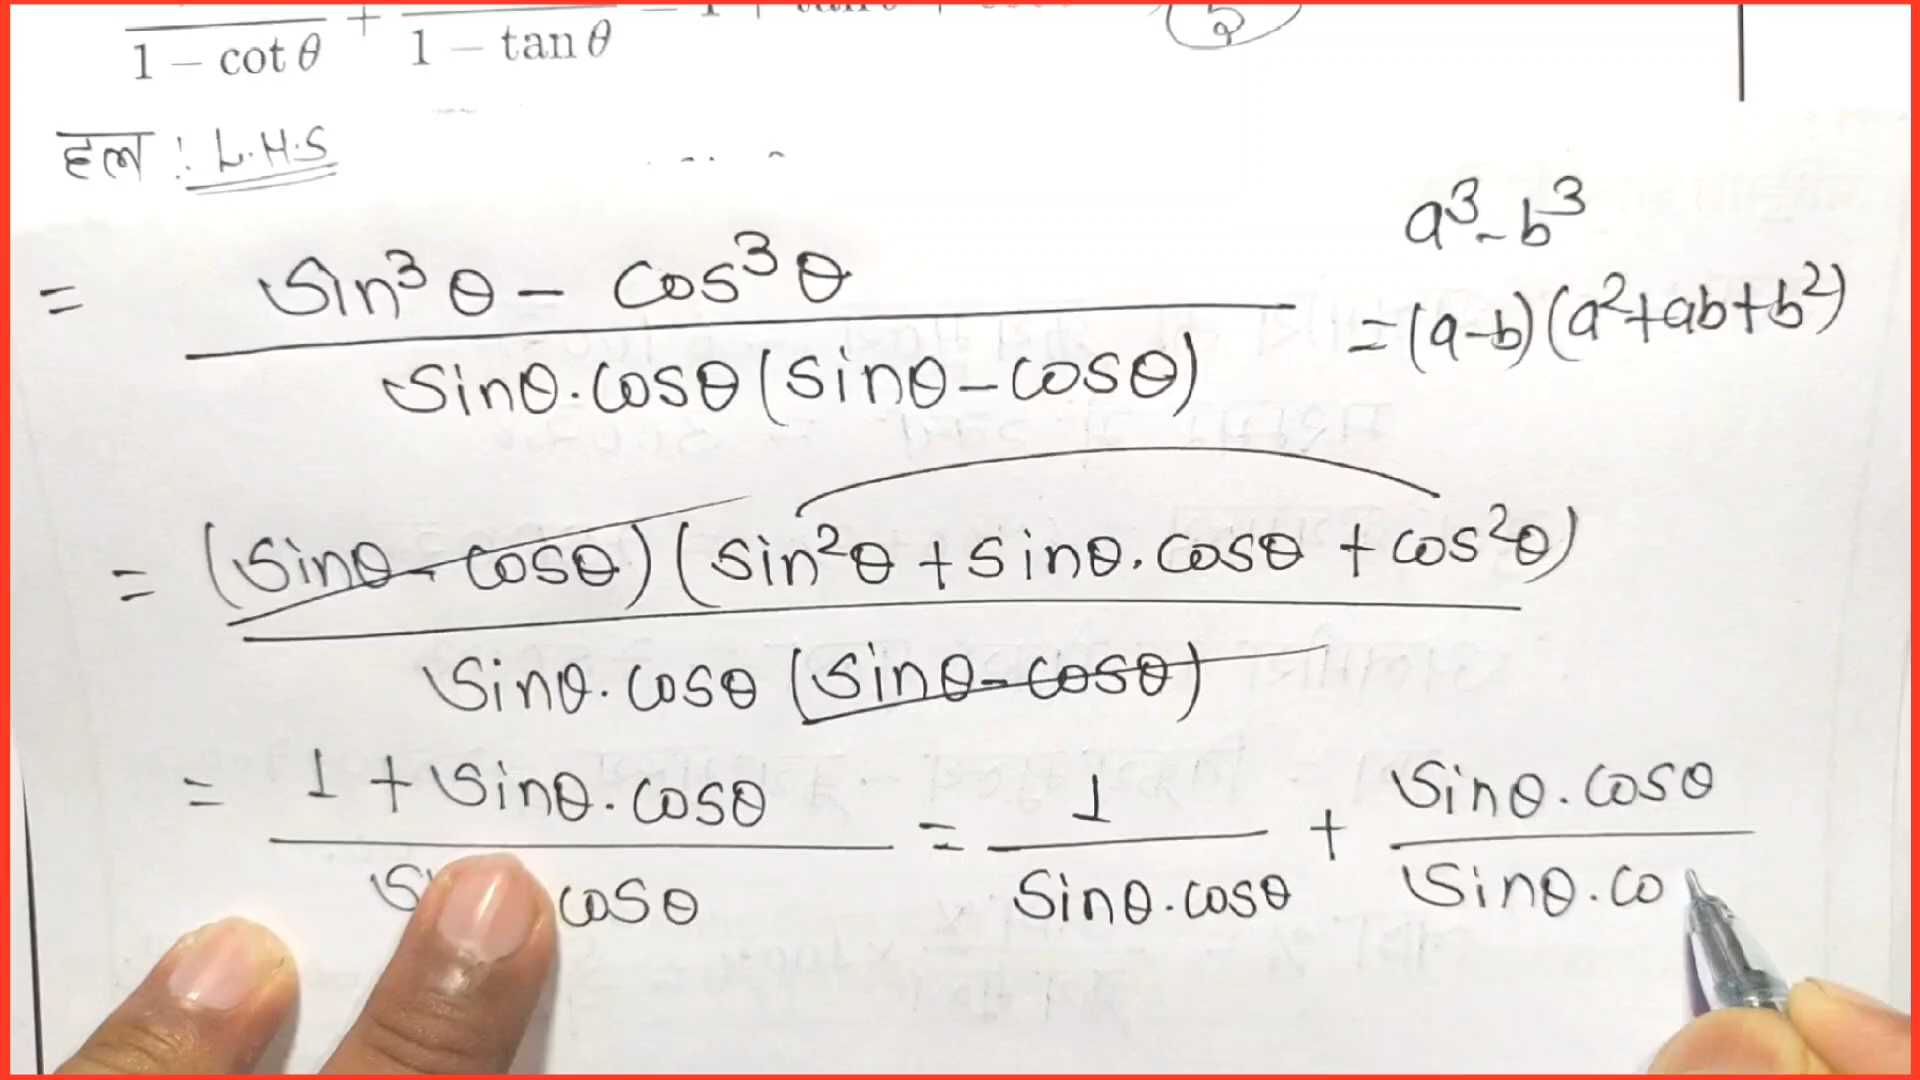 1 − cot θ + 1 − tan θ
हल : L.H.S
a³ - b³
= (a-b)(a²+ab+b²)
= sin³θ − cos³θ
sinθ.cosθ (sinθ−cosθ)
= (sinθ - cosθ) (sin²θ + sinθ.cosθ + cos²θ)
sinθ.cosθ (sinθ-cosθ)
= 1 + sinθ.cosθ = 1 + sinθ.cosθ
cosθ sinθ.cosθ sinθ.co